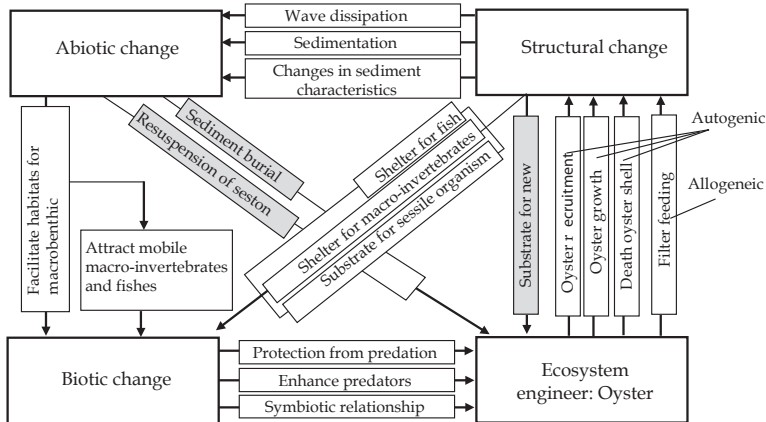 Wave dissipation
Abiotic change
Sedimentation
Structural change
Changes in sediment
characteristics
Sediment burial
Resuspension of seston
Shelter for fish
Shelter for macro-invertebrates
Substrate for sessile organism
Autogenic
Allogeneic
Facilitate habitats for
macrobenthic
Attract mobile
macro-invertebrates
and fishes
Substrate for new
Oyster r ecruitment
Oyster growth
Death oyster shell
Filter feeding
Biotic change
Protection from predation
Enhance predators
Symbiotic relationship
Ecosystem
engineer: Oyster